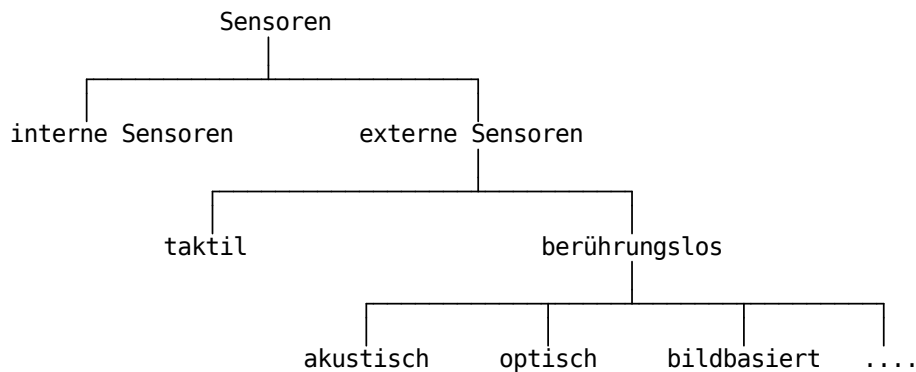 Sensoren
interne Sensoren externe Sensoren
taktil berührungslos
akustisch optisch bildbasiert ....